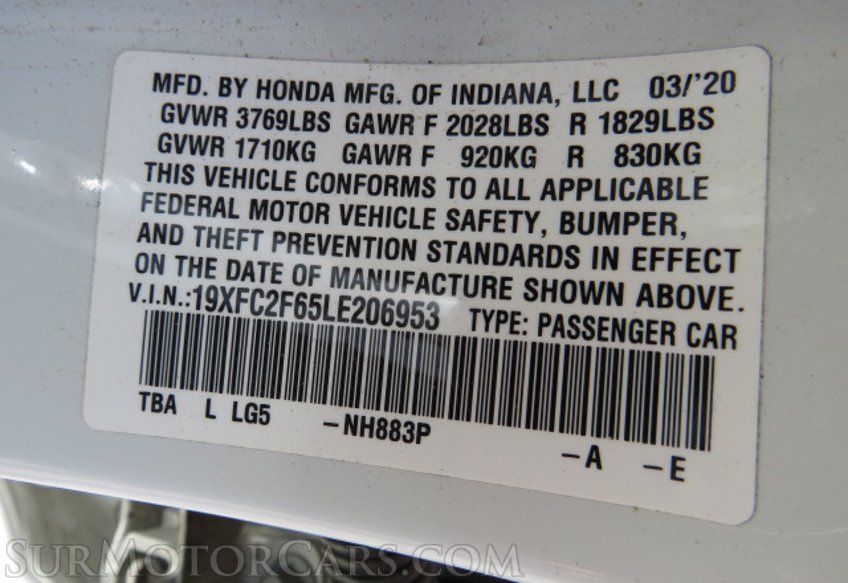 MFD. BY HONDA MFG. OF INDIANA, LLC 03/'20
GVWR 3769LBS GAWR F 2028LBS R 1829LBS
GVWR 1710KG GAWR F 920KG R 830KG
THIS VEHICLE CONFORMS TO ALL APPLICABLE
FEDERAL MOTOR VEHICLE SAFETY, BUMPER,
AND THEFT PREVENTION STANDARDS IN EFFECT
ON THE DATE OF MANUFACTURE SHOWN ABOVE.
V.I.N.:19XFC2F65LE206953 TYPE: PASSENGER CAR
TBA L LG5 -NH883P -A -E
SurMotorCars.com